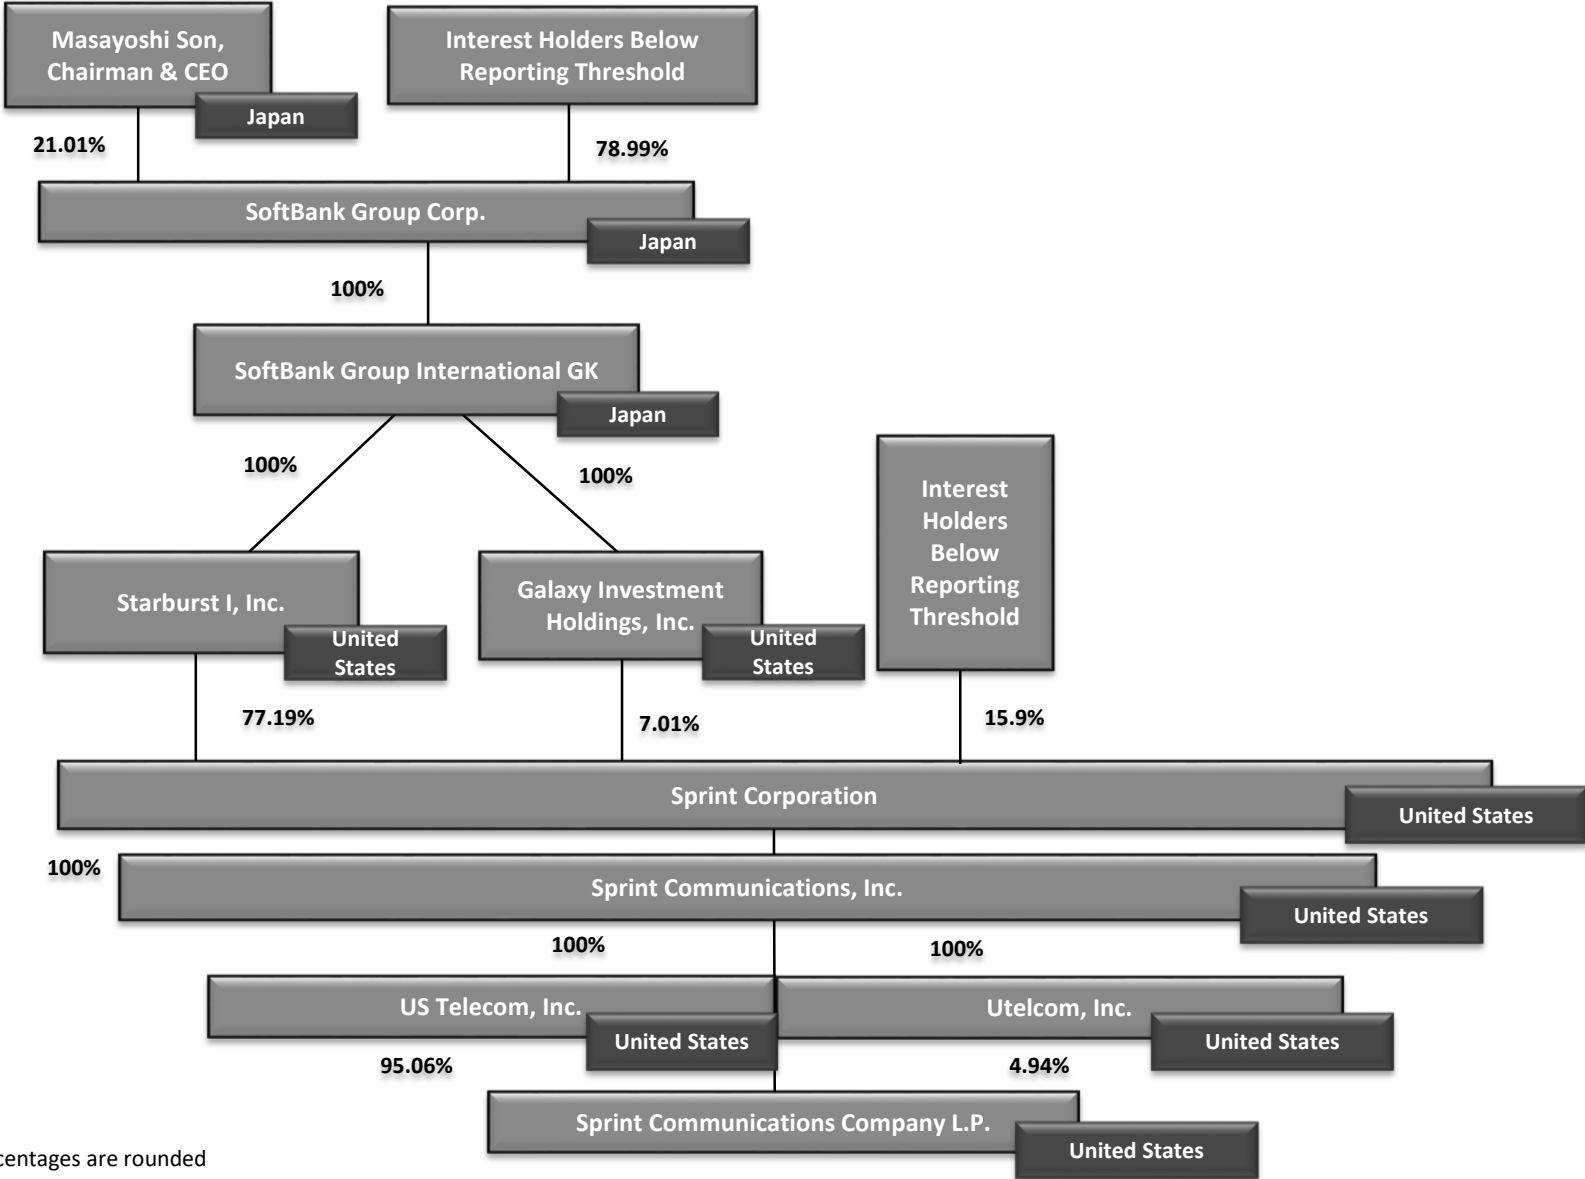 Masayoshi Son,
Chairman & CEO
Japan
Interest Holders Below
Reporting Threshold
21.01%
78.99%
SoftBank Group Corp.
Japan
100%
SoftBank Group International GK
Japan
100%
100%
Interest
Holders
Below
Reporting
Threshold
Starburst I, Inc.
United
States
Galaxy Investment
Holdings, Inc.
United
States
77.19%
7.01%
15.9%
Sprint Corporation
United States
100%
Sprint Communications, Inc.
United States
100%
100%
US Telecom, Inc.
United States
Utelcom, Inc.
United States
95.06%
4.94%
Sprint Communications Company L.P.
United States
centages are rounded